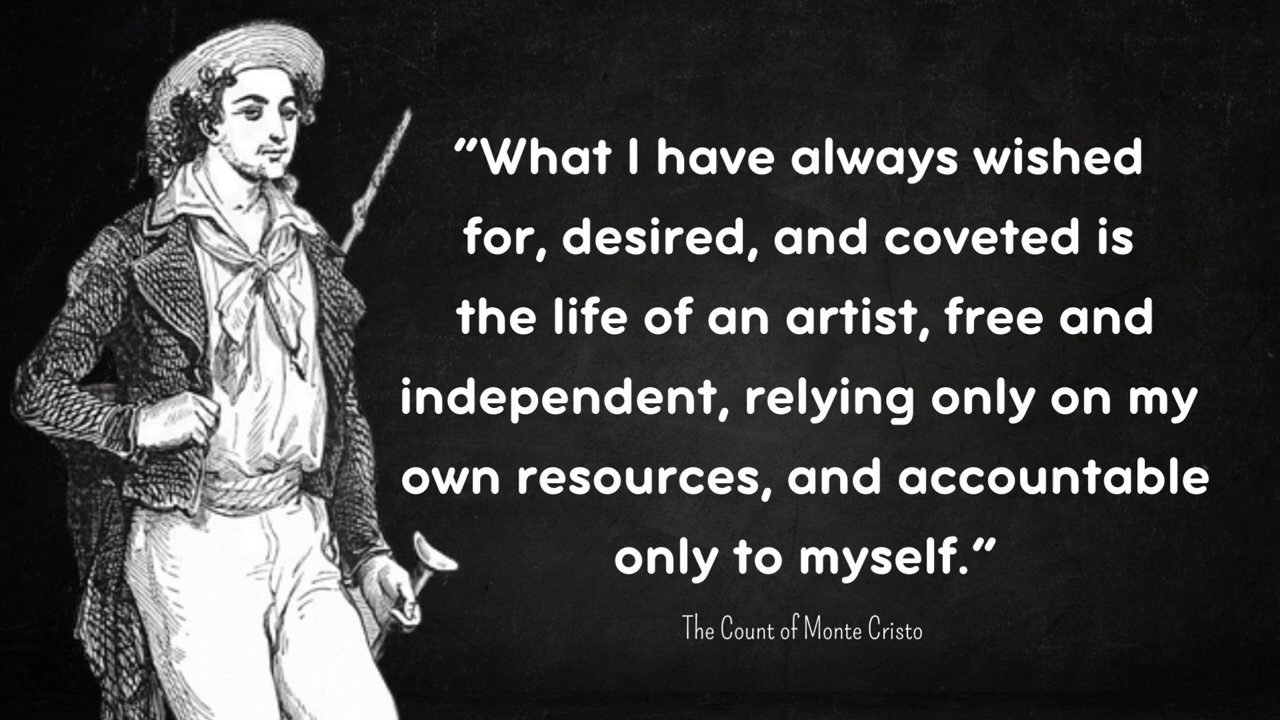 “What I have always wished
for, desired, and coveted is
the life of an artist, free and
independent, relying only on my
own resources, and accountable
only to myself.”
The Count of Monte Cristo